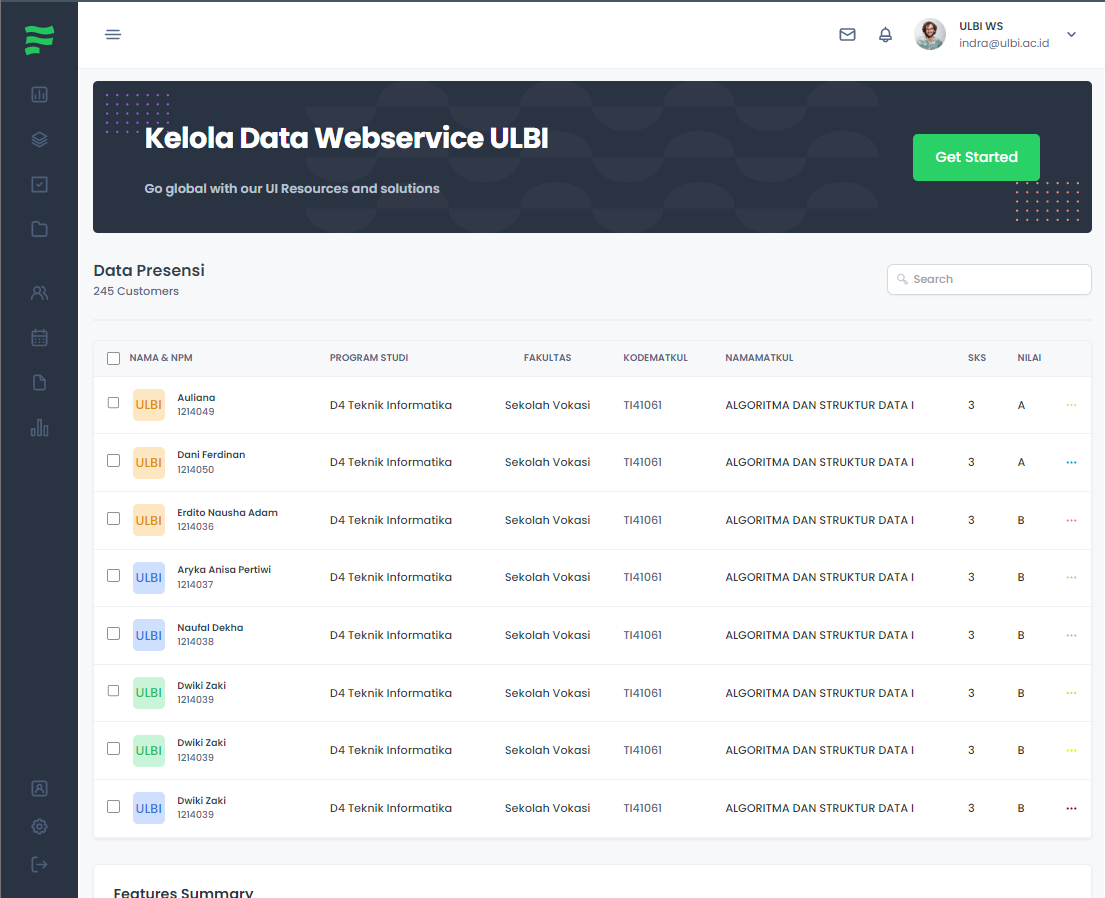 ULBI WS
indra@ulbi.ac.id
Kelola Data Webservice ULBI
Go global with our UI Resources and solutions
Get Started
Data Presensi
245 Customers
Search
NAMA & NPM PROGRAM STUDI FAKULTAS KODEMATKUL NAMAMATKUL SKS NILAI
ULBI Auliana 1214049 D4 Teknik Informatika Sekolah Vokasi TI41061 ALGORITMA DAN STRUKTUR DATA I 3 A ...
ULBI Dani Ferdinan 1214050 D4 Teknik Informatika Sekolah Vokasi TI41061 ALGORITMA DAN STRUKTUR DATA I 3 A ...
ULBI Erdito Nausha Adam 1214036 D4 Teknik Informatika Sekolah Vokasi TI41061 ALGORITMA DAN STRUKTUR DATA I 3 B ...
ULBI Aryka Anisa Pertiwi 1214037 D4 Teknik Informatika Sekolah Vokasi TI41061 ALGORITMA DAN STRUKTUR DATA I 3 B ...
ULBI Naufal Dekha 1214038 D4 Teknik Informatika Sekolah Vokasi TI41061 ALGORITMA DAN STRUKTUR DATA I 3 B ...
ULBI Dwiki Zaki 1214039 D4 Teknik Informatika Sekolah Vokasi TI41061 ALGORITMA DAN STRUKTUR DATA I 3 B ...
ULBI Dwiki Zaki 1214039 D4 Teknik Informatika Sekolah Vokasi TI41061 ALGORITMA DAN STRUKTUR DATA I 3 B ...
ULBI Dwiki Zaki 1214039 D4 Teknik Informatika Sekolah Vokasi TI41061 ALGORITMA DAN STRUKTUR DATA I 3 B ...
Features Summary